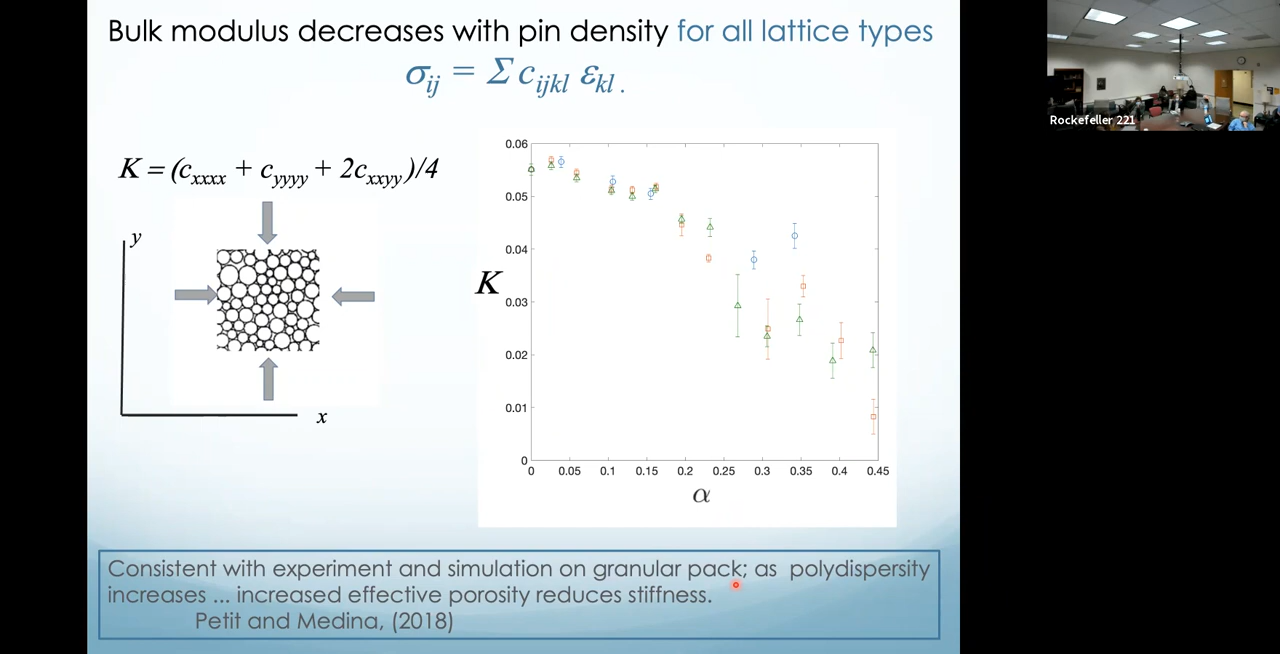 Bulk modulus decreases with pin density for all lattice types
σij = Σ cijkl εkl .
Rockefeller 221
K = (cxxxx + cyyyy + 2cxxyy)/4
y
x
K
0.06
0.05
0.04
0.03
0.02
0.01
0
0 0.05 0.1 0.15 0.2 0.25 0.3 0.35 0.4 0.45
α
Consistent with experiment and simulation on granular pack; as polydispersity
increases ... increased effective porosity reduces stiffness.
Petit and Medina, (2018)